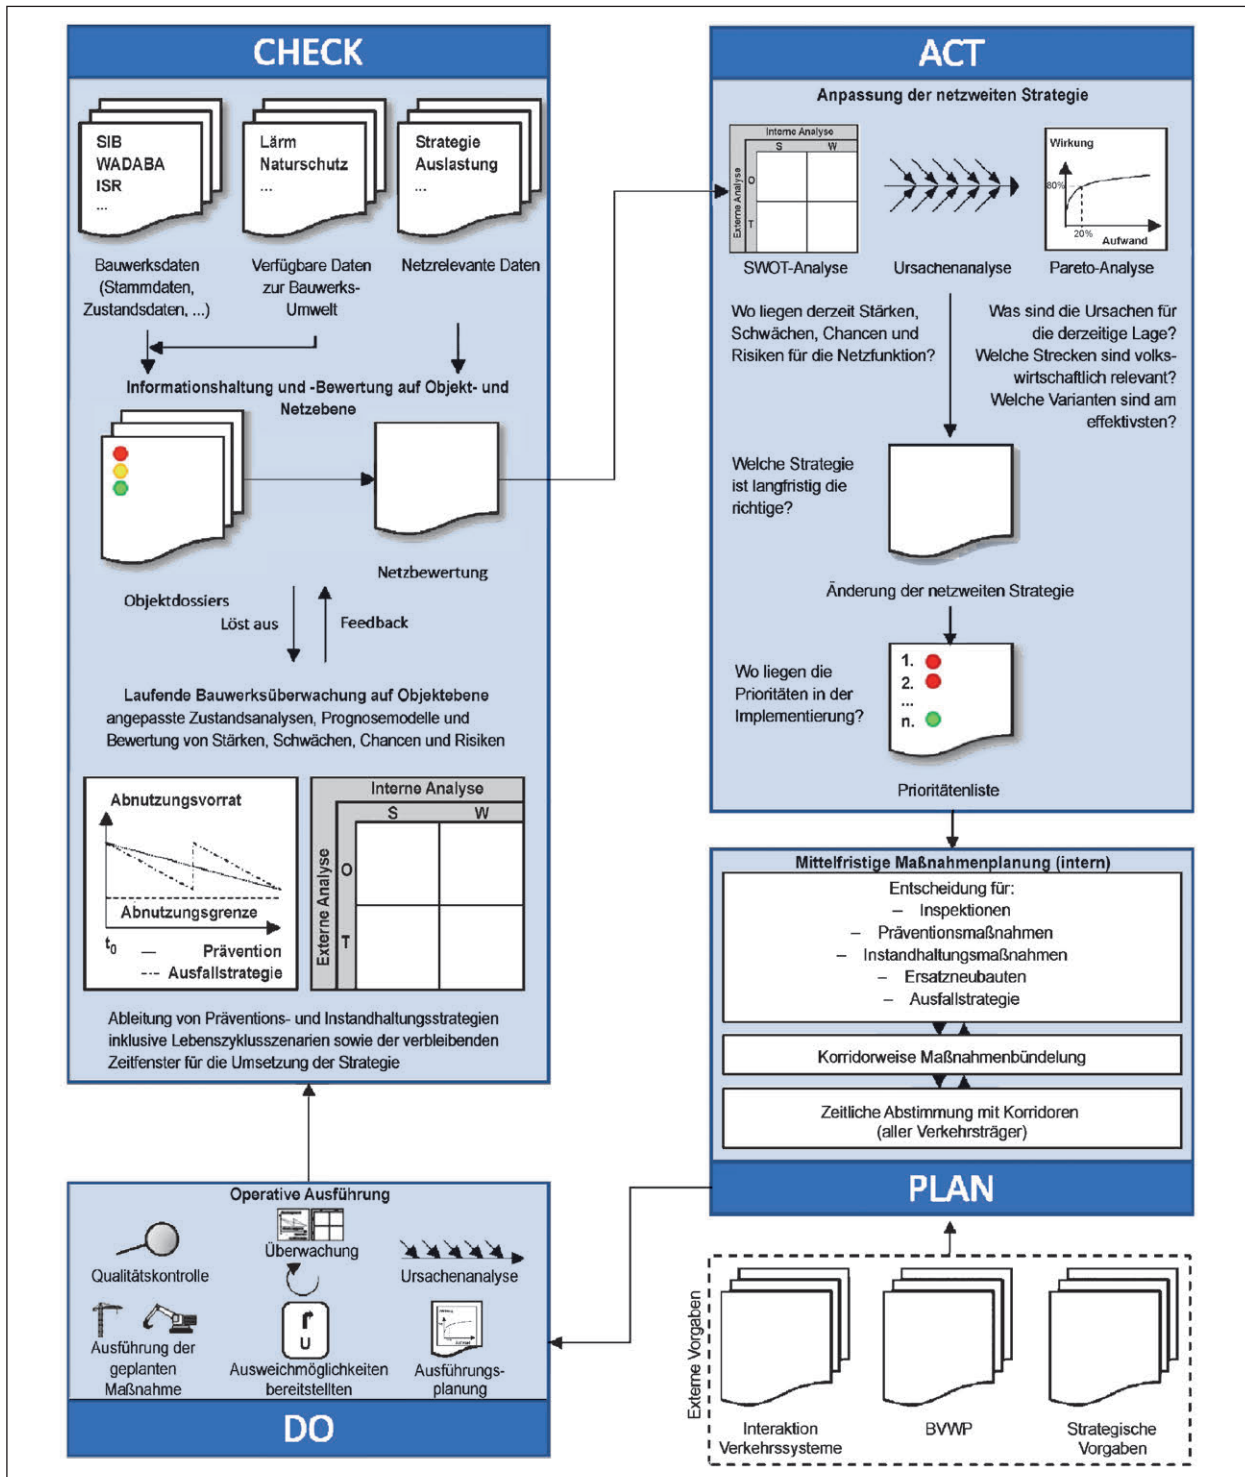 CHECK
SIB
WADABA
ISR
...
Lärm
Naturschutz
...
Strategie
Auslastung
...
Bauwerksdaten
(Stammdaten,
Zustandsdaten, ...)
Verfügbare Daten
zur Bauwerks-
Umwelt
Netzrelevante Daten
Informationshaltung und -Bewertung auf Objekt- und
Netzebene
Objektdossiers
Netzbewertung
Löst aus
Feedback
Laufende Bauwerksüberwachung auf Objektebene
angepasste Zustandsanalysen, Prognosemodelle und
Bewertung von Stärken, Schwächen, Chancen und Risiken
Abnutzungsvorrat
Abnutzungsgrenze
t0
Prävention
Ausfallstrategie
Interne Analyse
S W
Externe Analyse
O
T
Ableitung von Präventions- und Instandhaltungsstrategien
inklusive Lebenszyklusszenarien sowie der verbleibenden
Zeitfenster für die Umsetzung der Strategie
ACT
Anpassung der netzweiten Strategie
Interne Analyse
S W
Externe Analyse
O
T
SWOT-Analyse
Ursachenanalyse
Wirkung
80%
20%
Aufwand
Pareto-Analyse
Wo liegen derzeit Stärken,
Schwächen, Chancen und
Risiken für die Netzfunktion?
Was sind die Ursachen für
die derzeitige Lage?
Welche Strecken sind volks-
wirtschaftlich relevant?
Welche Varianten sind am
effektivsten?
Welche Strategie
ist langfristig die
richtige?
Änderung der netzweiten Strategie
Wo liegen die
Prioritäten in der
Implementierung?
1.
2.
...
n.
Prioritätenliste
Mittelfristige Maßnahmenplanung (intern)
Entscheidung für:
– Inspektionen
– Präventionsmaßnahmen
– Instandhaltungsmaßnahmen
– Ersatzneubauten
– Ausfallstrategie
Korridorweise Maßnahmenbündelung
Zeitliche Abstimmung mit Korridoren
(aller Verkehrsträger)
PLAN
Externe Vorgaben
Interaktion
Verkehrssysteme
BVWP
Strategische
Vorgaben
Operative Ausführung
Qualitätskontrolle
Überwachung
Ursachenanalyse
Ausführung der
geplanten
Maßnahme
U
Ausweichmöglichkeiten
bereitstellten
Ausführungs-
planung
DO